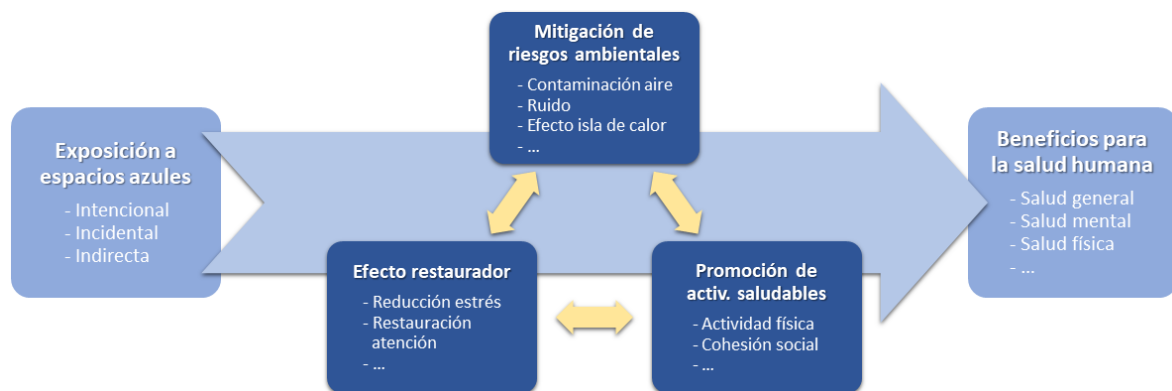 Mitigación de
riesgos ambientales
- Contaminación aire
- Ruido
- Efecto isla de calor
- ...
Exposición a
espacios azules
- Intencional
- Incidental
- Indirecta
Beneficios para
la salud humana
- Salud general
- Salud mental
- Salud física
- ...
Efecto restaurador
- Reducción estrés
- Restauración
atención
- ...
Promoción de
activ. saludables
- Actividad física
- Cohesión social
- ...